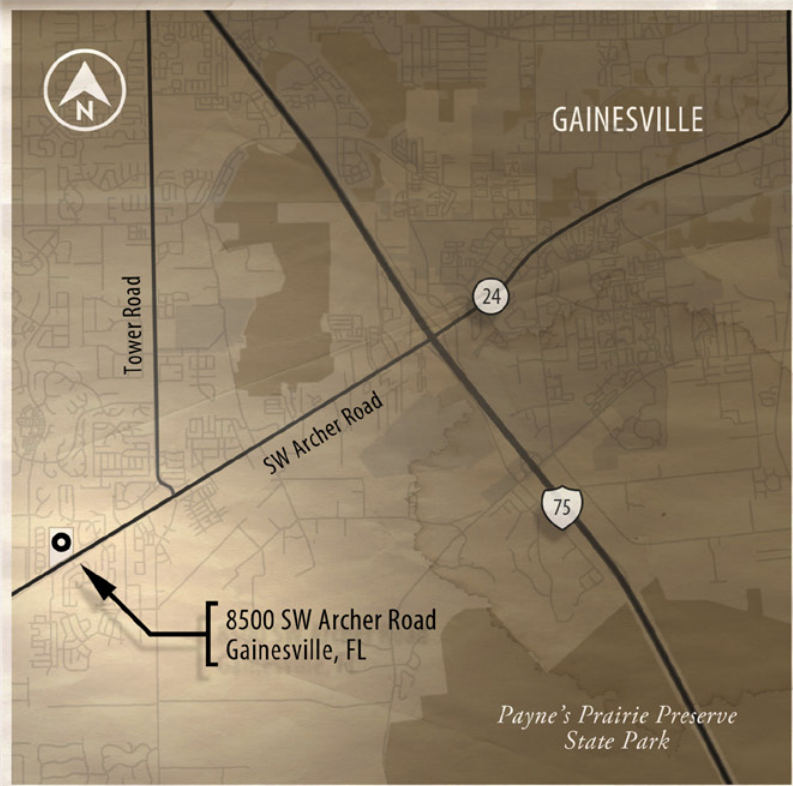 N
GAINESVILLE
Tower Road
24
SW Archer Road
75
8500 SW Archer Road
Gainesville, FL
Payne's Prairie Preserve
State Park